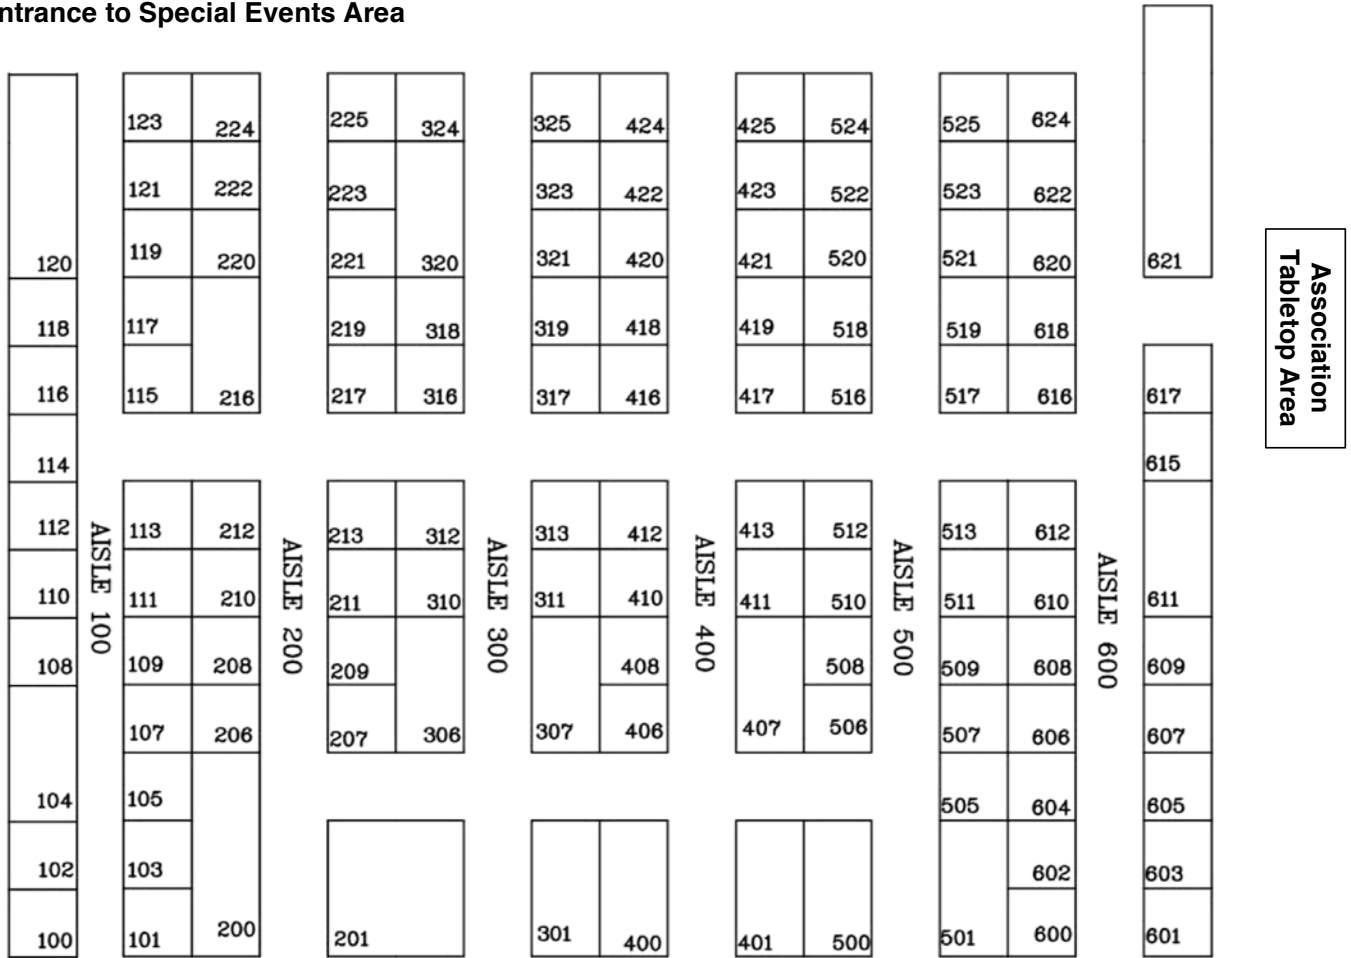 ntrance to Special Events Area
123 224 225 324 325 424 425 524 525 624
121 222 223 323 422 423 522 523 622
120 119 220 221 320 321 420 421 520 521 620 621
118 117 219 318 319 418 419 518 519 618
116 115 216 217 316 317 416 417 516 517 616 617
Association
Tabletop Area
114 615
112 113 212 213 312 313 412 413 512 513 612
110 111 210 211 310 311 410 411 510 511 610 611
AISLE 100
AISLE 200
AISLE 300
AISLE 400
AISLE 500
AISLE 600
108 109 208 209 408 508 509 608 609
107 206 207 306 307 406 407 506 507 606 607
104 105 505 604 605
102 103 602 603
100 101 200 201 301 400 401 500 501 600 601